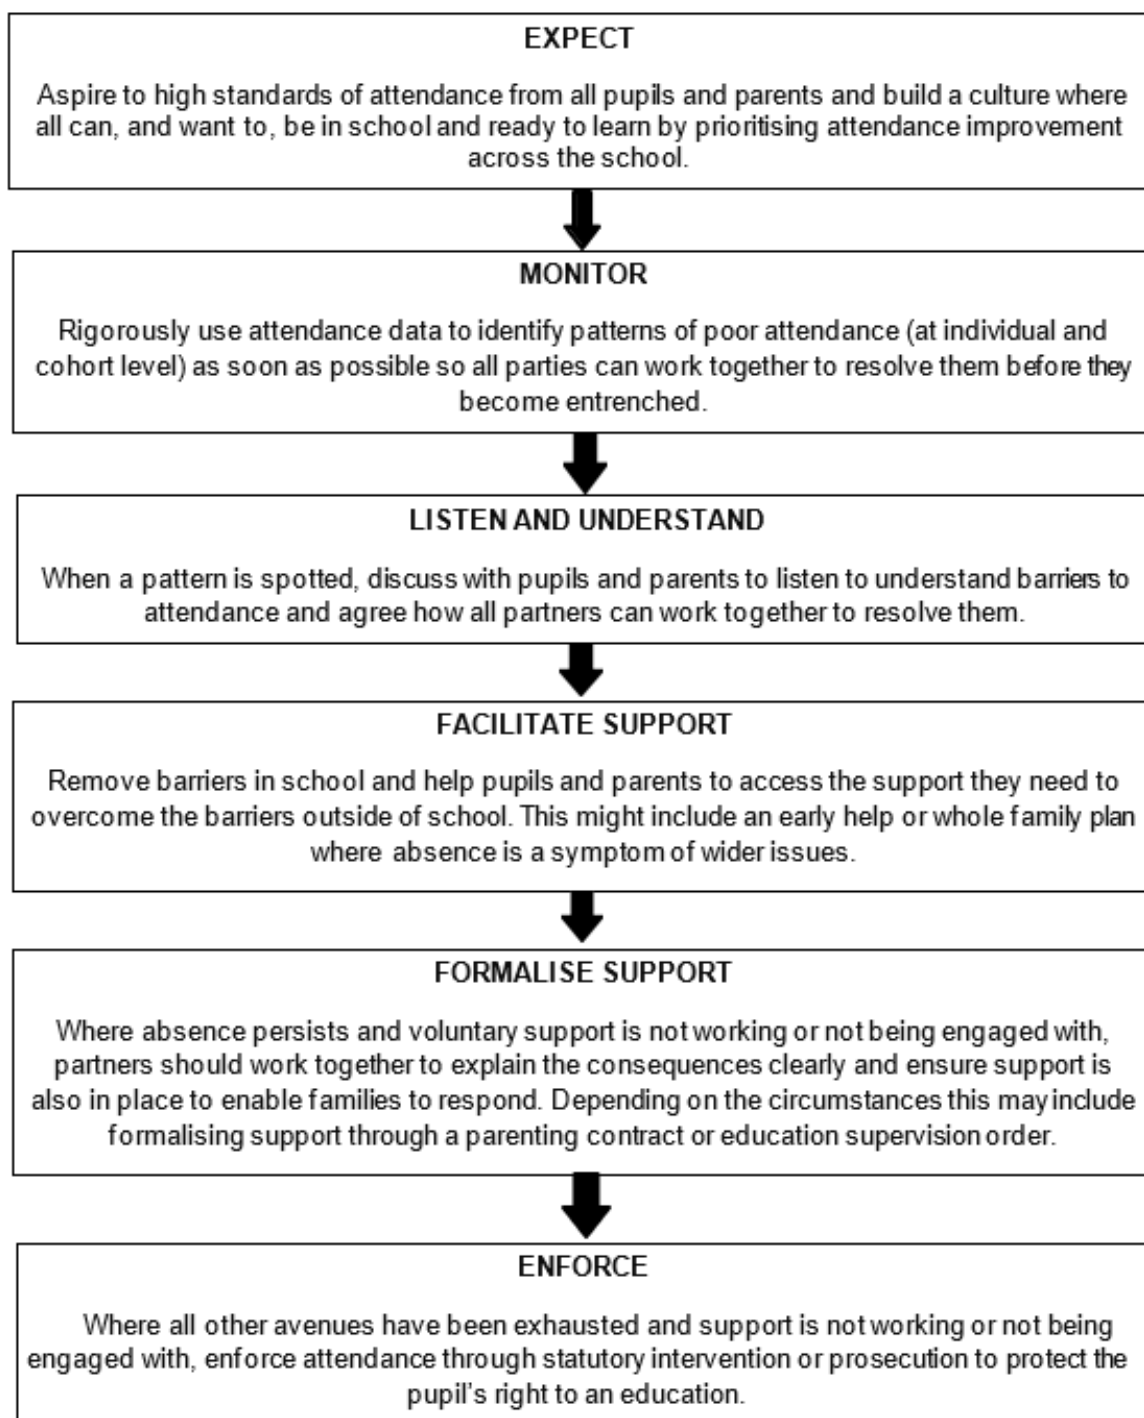 EXPECT
Aspire to high standards of attendance from all pupils and parents and build a culture where
all can, and want to, be in school and ready to learn by prioritising attendance improvement
across the school.
MONITOR
Rigorously use attendance data to identify patterns of poor attendance (at individual and
cohort level) as soon as possible so all parties can work together to resolve them before they
become entrenched.
LISTEN AND UNDERSTAND
When a pattern is spotted, discuss with pupils and parents to listen to understand barriers to
attendance and agree how all partners can work together to resolve them.
FACILITATE SUPPORT
Remove barriers in school and help pupils and parents to access the support they need to
overcome the barriers outside of school. This might include an early help or whole family plan
where absence is a symptom of wider issues.
FORMALISE SUPPORT
Where absence persists and voluntary support is not working or not being engaged with,
partners should work together to explain the consequences clearly and ensure support is
also in place to enable families to respond. Depending on the circumstances this may include
formalising support through a parenting contract or education supervision order.
ENFORCE
Where all other avenues have been exhausted and support is not working or not being
engaged with, enforce attendance through statutory intervention or prosecution to protect the
pupil's right to an education.